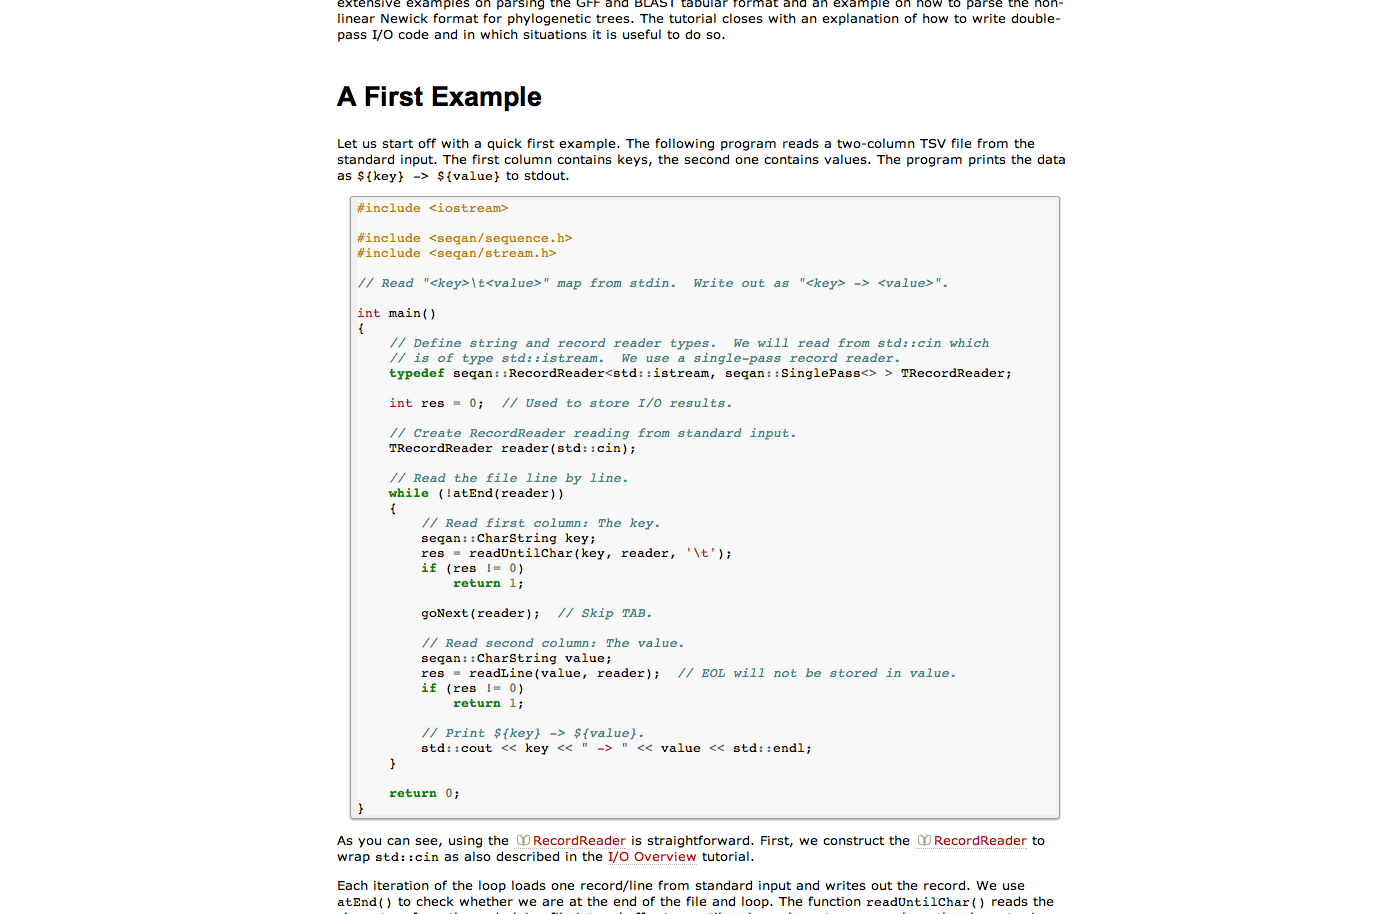 extensive examples on parsing the GFF and BLAST tabular format and an example on how to parse the non-
linear Newick format for phylogenetic trees. The tutorial closes with an explanation of how to write double-
pass I/O code and in which situations it is useful to do so.
A First Example
Let us start off with a quick first example. The following program reads a two-column TSV file from the
standard input. The first column contains keys, the second one contains values. The program prints the data
as ${key} -> ${value} to stdout.
#include <iostream>
#include <seqan/sequence.h>
#include <seqan/stream.h>
// Read "<key>\t<value>" map from stdin.  Write out as "<key> -> <value>".
int main()
{
    // Define string and record reader types.  We will read from std::cin which
    // is of type std::istream.  We use a single-pass record reader.
    typedef seqan::RecordReader<std::istream, seqan::SinglePass<> > TRecordReader;
    int res = 0;  // Used to store I/O results.
    // Create RecordReader reading from standard input.
    TRecordReader reader(std::cin);
    // Read the file line by line.
    while (!atEnd(reader))
    {
        // Read first column: The key.
        seqan::CharString key;
        res = readUntilChar(key, reader, '\t');
        if (res != 0)
            return 1;
        goNext(reader);  // Skip TAB.
        // Read second column: The value.
        seqan::CharString value;
        res = readLine(value, reader);  // EOL will not be stored in value.
        if (res != 0)
            return 1;
        // Print ${key} -> ${value}.
        std::cout << key << " -> " << value << std::endl;
    }
    return 0;
}
As you can see, using the RecordReader is straightforward. First, we construct the RecordReader to
wrap std::cin as also described in the I/O Overview tutorial.
Each iteration of the loop loads one record/line from standard input and writes out the record. We use
atEnd() to check whether we are at the end of the file and loop. The function readUntilChar() reads the